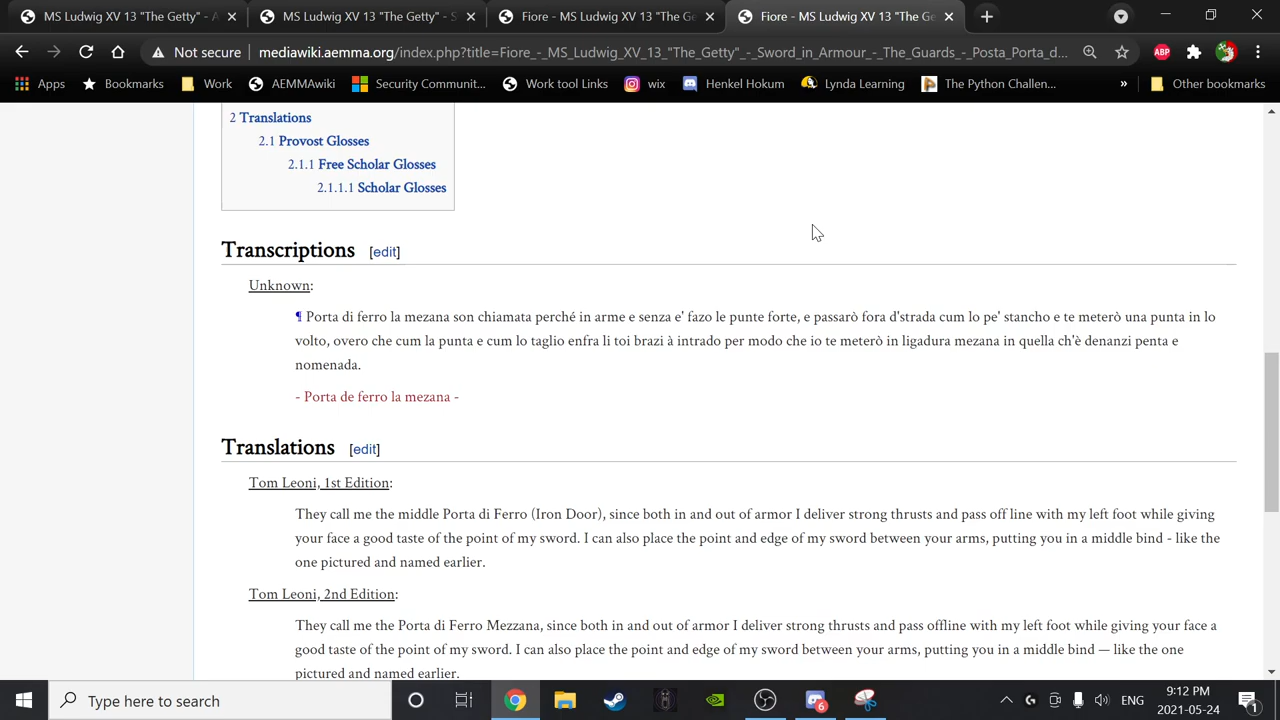 MS Ludwig XV 13 "The Getty" - A
MS Ludwig XV 13 "The Getty" - S
Fiore - MS Ludwig XV 13 "The Ge
Fiore - MS Ludwig XV 13 "The Ge
Not secure mediawiki.aemma.org/index.php?title=Fiore_-_MS_Ludwig_XV_13_"The_Getty"_-_Sword_in_Armour_-_The_Guards_-_Posta_Porta_d...
ABP
Apps Bookmarks Work AEMMAwiki Security Communit... Work tool Links wix Henkel Hokum Lynda Learning The Python Challen... » Other bookmarks
2 Translations
2.1 Provost Glosses
2.1.1 Free Scholar Glosses
2.1.1.1 Scholar Glosses
Transcriptions [edit]
Unknown:
¶ Porta di ferro la mezana son chiamata perché in arme e senza e' fazo le punte forte, e passarò fora d'strada cum lo pe' stancho e te meterò una punta in lo
volto, overo che cum la punta e cum lo taglio enfra li toi brazi à intrado per modo che io te meterò in ligadura mezana in quella ch'è denanzi penta e
nomenada.
- Porta de ferro la mezana -
Translations [edit]
Tom Leoni, 1st Edition:
They call me the middle Porta di Ferro (Iron Door), since both in and out of armor I deliver strong thrusts and pass off line with my left foot while giving
your face a good taste of the point of my sword. I can also place the point and edge of my sword between your arms, putting you in a middle bind - like the
one pictured and named earlier.
Tom Leoni, 2nd Edition:
They call me the Porta di Ferro Mezzana, since both in and out of armor I deliver strong thrusts and pass offline with my left foot while giving your face a
good taste of the point of my sword. I can also place the point and edge of my sword between your arms, putting you in a middle bind — like the one
pictured and named earlier.
Type here to search
6
ENG
9:12 PM
2021-05-24
1